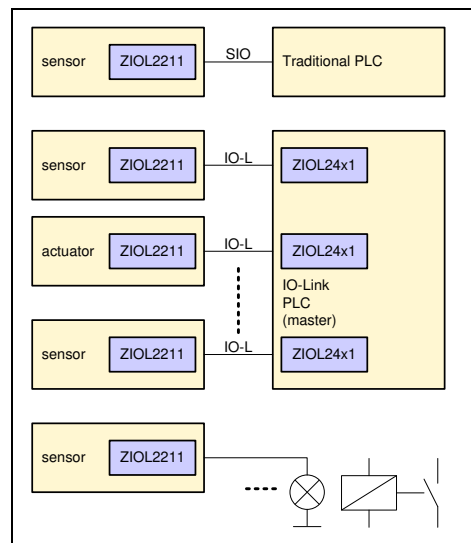 sensor ZIOL2211 SIO Traditional PLC
sensor ZIOL2211 IO-L ZIOL24x1
actuator ZIOL2211 IO-L ZIOL24x1
IO-Link
PLC
(master)
sensor ZIOL2211 IO-L ZIOL24x1
sensor ZIOL2211